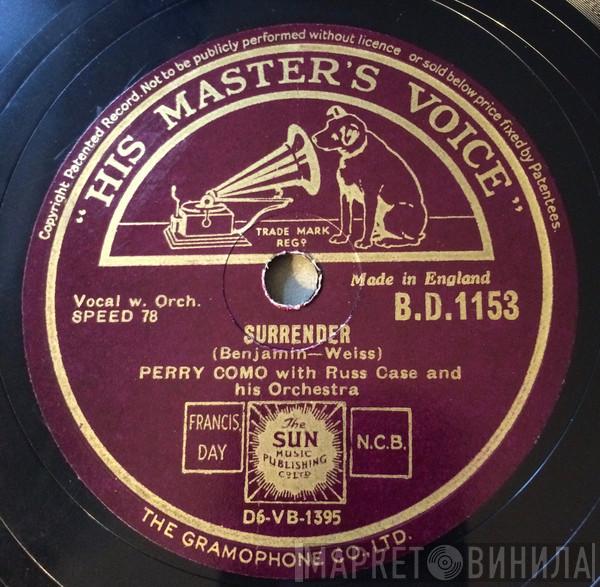 Copyright Patented Record. Not to be publicly performed without licence or sold below price fixed by Patentees.
"HIS MASTER'S VOICE"
TRADE MARK
REGD
Made in England
Vocal w. Orch.
SPEED 78
B.D.1153
SURRENDER
(Benjamin—Weiss)
PERRY COMO with Russ Case and
his Orchestra
FRANCIS,
DAY
The
SUN
MUSIC
PUBLISHING
CO LTD
N.C.B.
D6-VB-1395
THE GRAMOPHONE CO. LTD.
МАРКЕТ ВИНИЛА